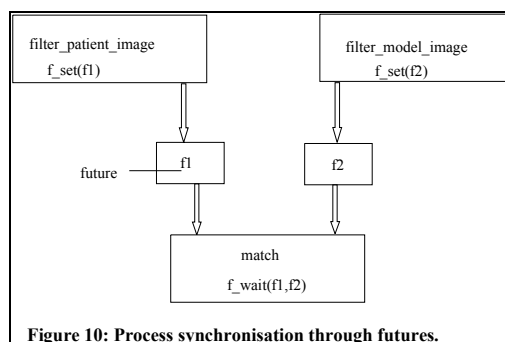 filter_patient_image
f_set(f1)
filter_model_image
f_set(f2)
future
f1
f2
match
f_wait(f1,f2)
Figure 10: Process synchronisation through futures.